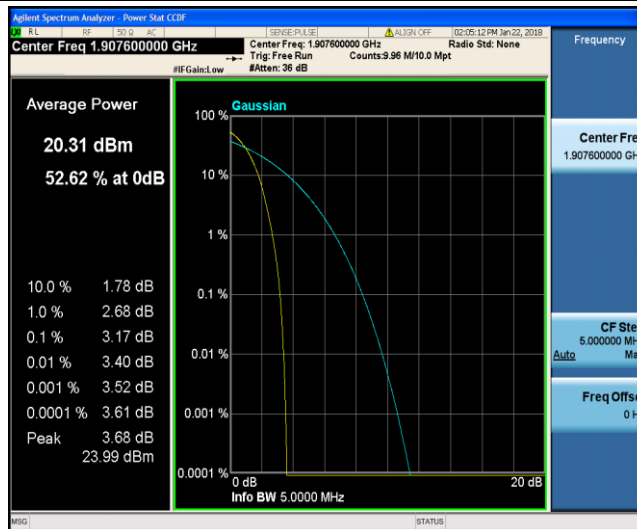 Agilent Spectrum Analyzer - Power Stat CCDF
RL RF 50 Ω AC SENSE:PULSE ALIGN OFF 02:05:12 PM Jan 22, 2018
Center Freq 1.907600000 GHz
Center Freq: 1.907600000 GHz Radio Std: None
Trig: Free Run Counts:9.96 M/10.0 Mpt
#IFGain:Low #Atten: 36 dB
Frequency
Average Power
20.31 dBm
52.62 % at 0dB
10.0 % 1.78 dB
1.0 % 2.68 dB
0.1 % 3.17 dB
0.01 % 3.40 dB
0.001 % 3.52 dB
0.0001 % 3.61 dB
Peak 3.68 dB
23.99 dBm
Gaussian
100 %
10 %
1 %
0.1 %
0.01 %
0.001 %
0.0001 %
0 dB 20 dB
Info BW 5.0000 MHz
Center Fre
1.907600000 GH
CF Ste
5.000000 MH
Auto Ma
Freq Offse
0 H
MSG STATUS